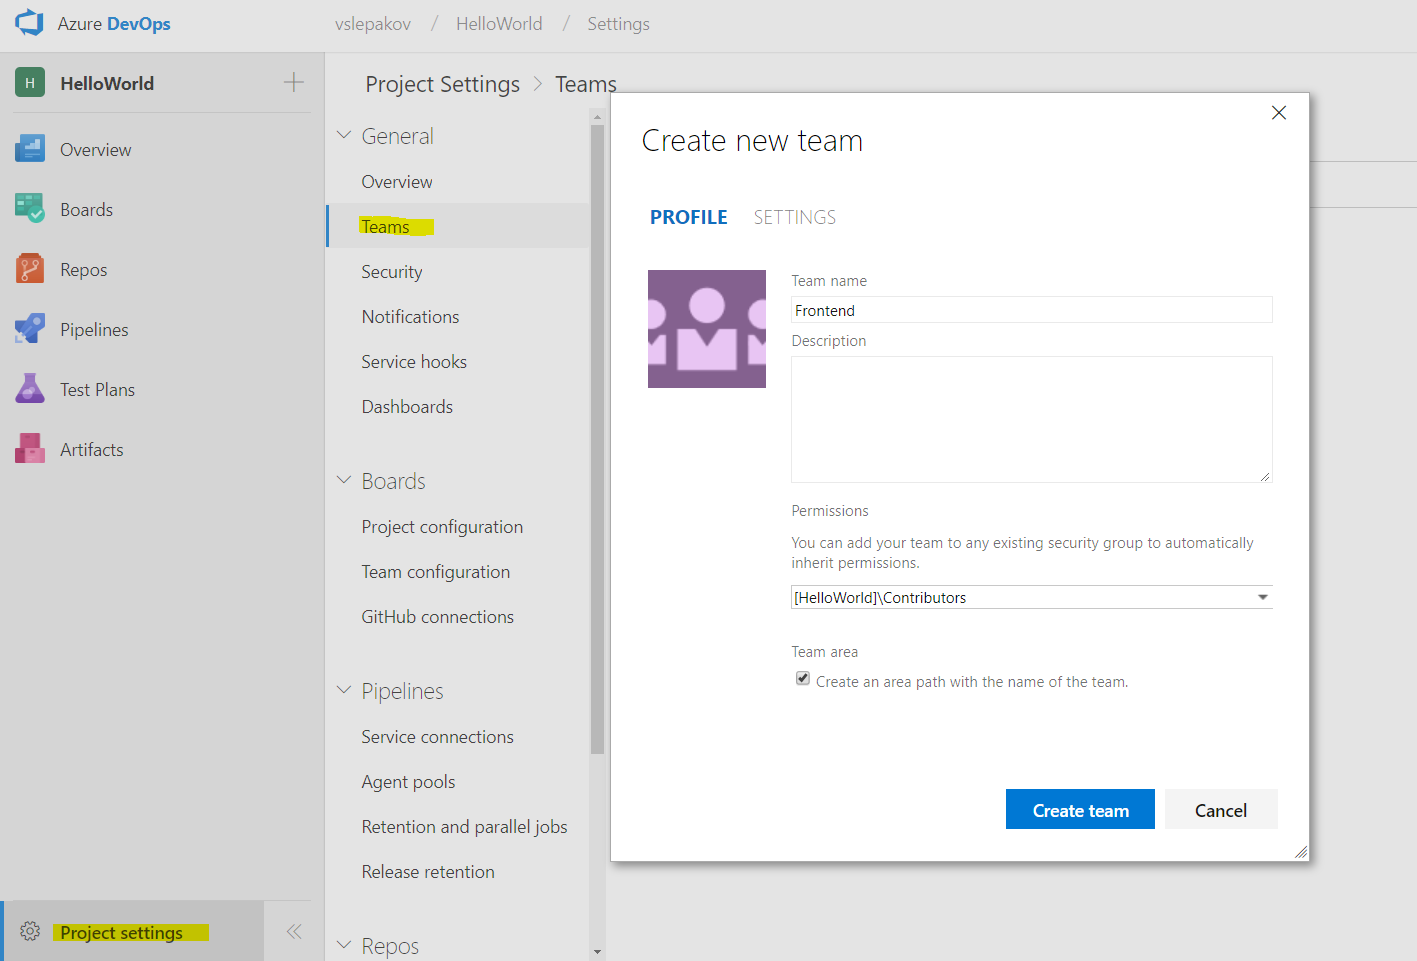 Azure DevOps
vslepakov / HelloWorld / Settings
H HelloWorld
Overview
Boards
Repos
Pipelines
Test Plans
Artifacts
Project settings
Project Settings > Teams
General
Overview
Teams
Security
Notifications
Service hooks
Dashboards
Boards
Project configuration
Team configuration
GitHub connections
Pipelines
Service connections
Agent pools
Retention and parallel jobs
Release retention
Repos
Create new team
PROFILE SETTINGS
Team name
Frontend
Description
Permissions
You can add your team to any existing security group to automatically
inherit permissions.
[HelloWorld]\Contributors
Team area
Create an area path with the name of the team.
Create team Cancel